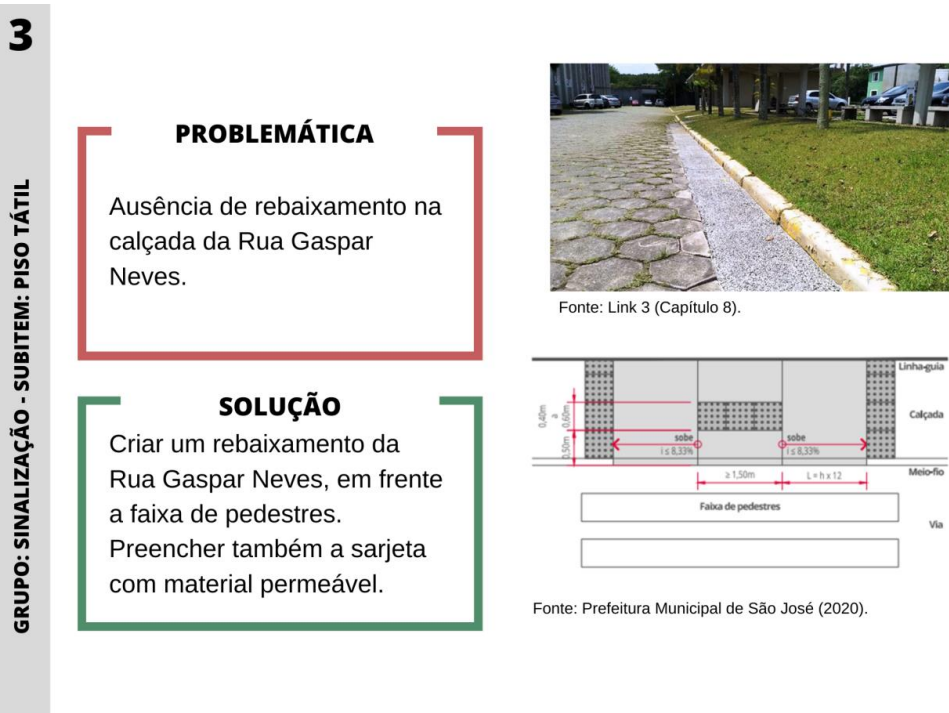 3
GRUPO: SINALIZAÇÃO - SUBITEM: PISO TÁTIL
PROBLEMÁTICA
Ausência de rebaixamento na
calçada da Rua Gaspar
Neves.
SOLUÇÃO
Criar um rebaixamento da
Rua Gaspar Neves, em frente
a faixa de pedestres.
Preencher também a sarjeta
com material permeável.
Fonte: Link 3 (Capítulo 8).
Linha-guia
Calçada
0,40m
a
0,60m
0,50m
sobe
i ≤ 8,33%
sobe
i ≤ 8,33%
Meio-fio
≥ 1,50m
L = h x 12
Faixa de pedestres
Via
Fonte: Prefeitura Municipal de São José (2020).